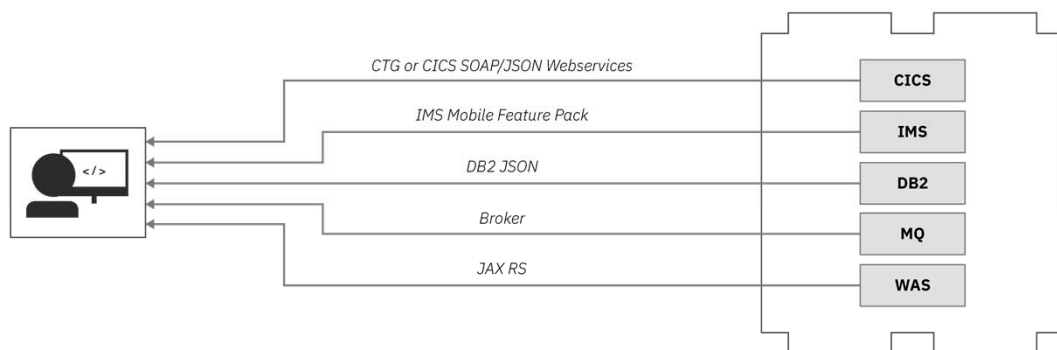 CTG or CICS SOAP/JSON Webservices
CICS
IMS Mobile Feature Pack
IMS
</>
DB2 JSON
DB2
Broker
MQ
JAX RS
WAS